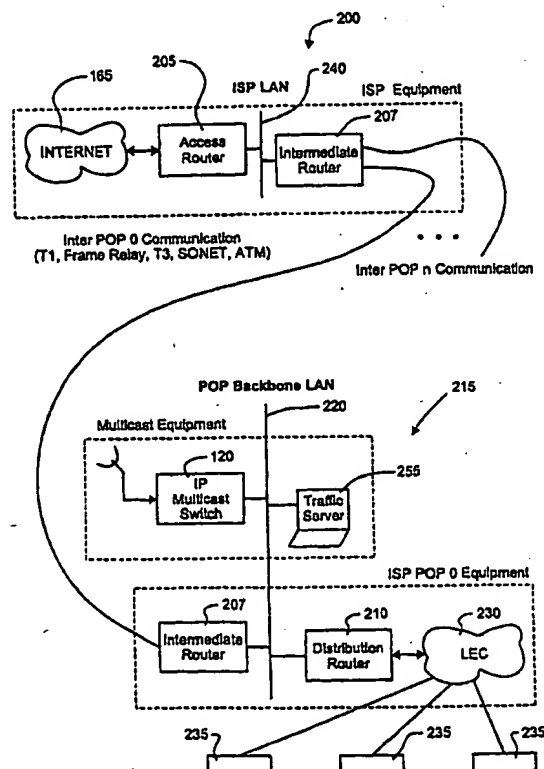 200
165
205
ISP LAN
240
ISP Equipment
207
INTERNET
Access
Router
Intermediate
Router
Inter POP 0 Communication
(T1, Frame Relay, T3, SONET, ATM)
Inter POP n Communication
POP Backbone LAN
220
215
Multicast Equipment
120
255
IP
Multicast
Switch
Traffic
Server
ISP POP 0 Equipment
207
210
230
Intermediate
Router
Distribution
Router
LEC
235
235
235